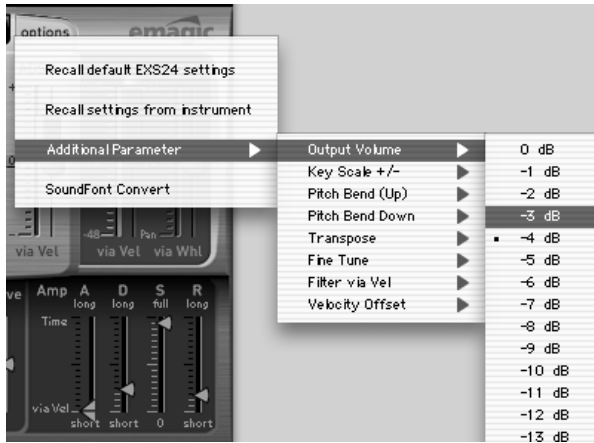 options
emagic
Recall default EXS24 settings
Recall settings from instrument
Additional Parameter
SoundFont Convert
Output Volume
Key Scale +/-
Pitch Bend (Up)
Pitch Bend Down
Transpose
Fine Tune
Filter via Vel
Velocity Offset
0 dB
-1 dB
-2 dB
-3 dB
-4 dB
-5 dB
-6 dB
-7 dB
-8 dB
-9 dB
-10 dB
-11 dB
-12 dB
-13 dB
+
0
-48
Pan
via Vel
via Vel
via Whl
Amp A D S R
long long full long
Time
via Vel
short short 0 short